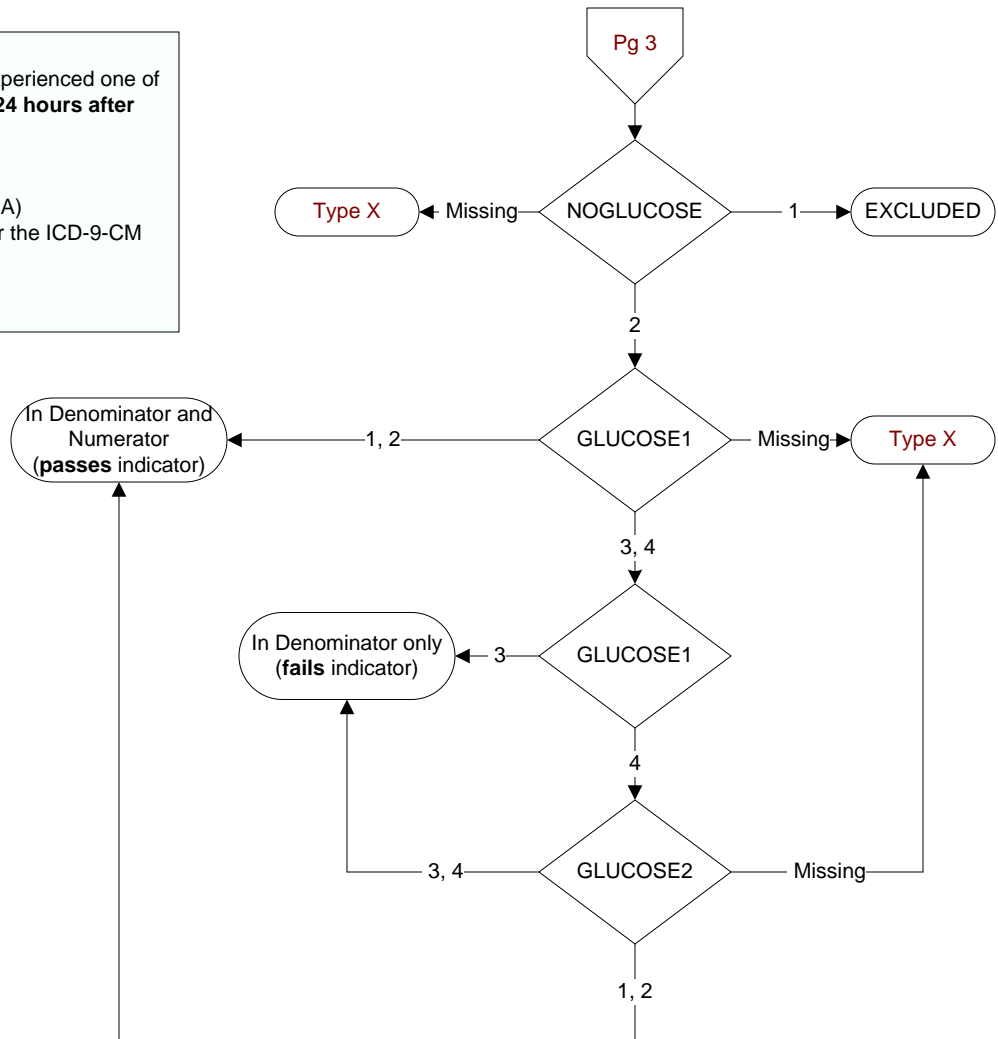 perienced one of
24 hours after
A)
r the ICD-9-CM
Pg 3
Type X
Missing
NOGLUCOSE
1
EXCLUDED
2
In Denominator and
Numerator
(passes indicator)
1, 2
GLUCOSE1
Missing
Type X
3, 4
In Denominator only
(fails indicator)
3
GLUCOSE1
4
3, 4
GLUCOSE2
Missing
1, 2